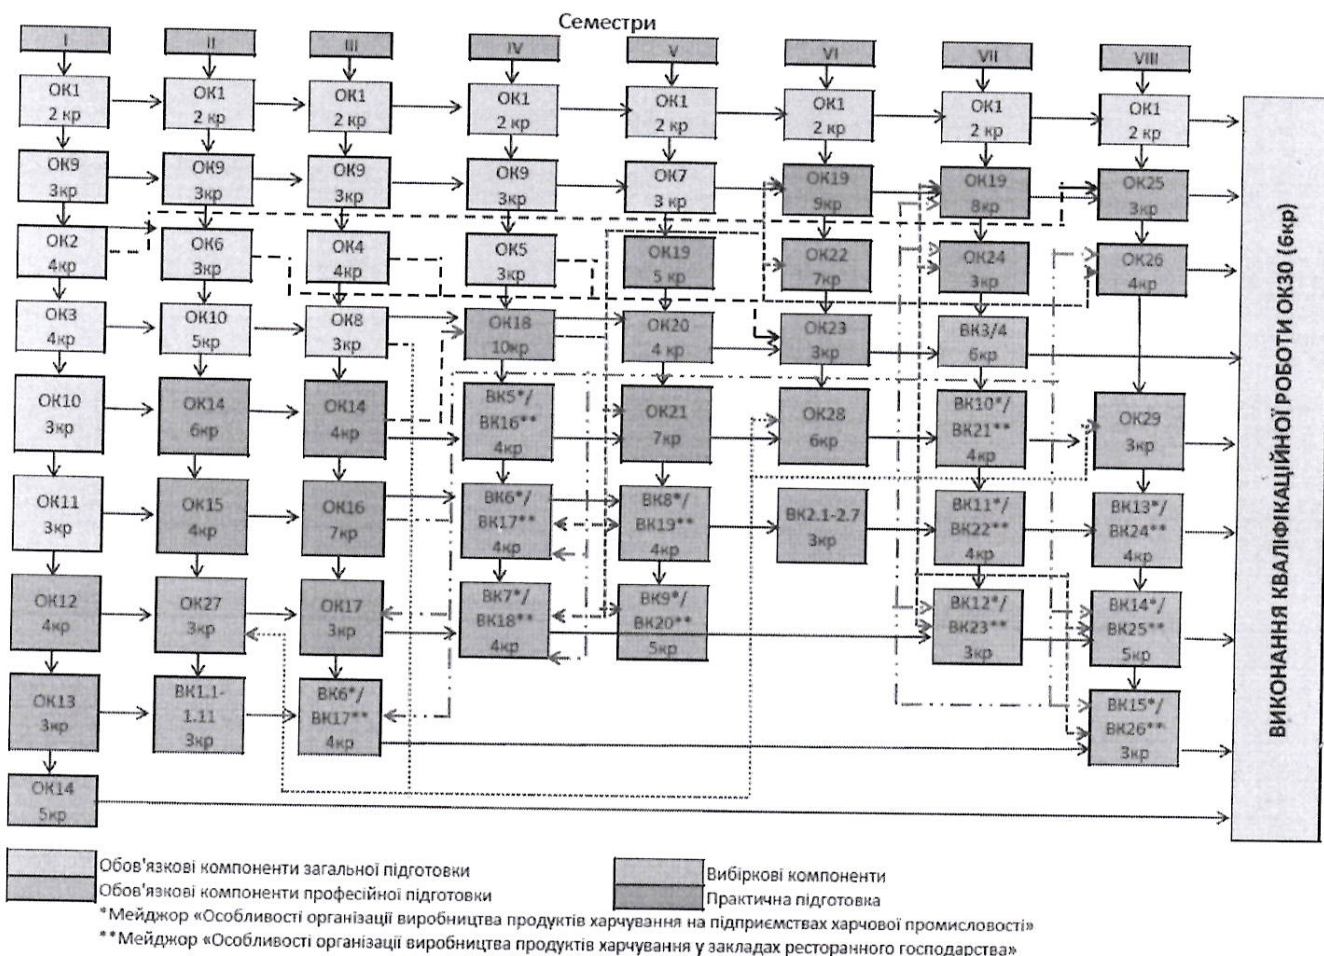 Семестри
I
ОК1
2 кр
ОК9
3кр
ОК2
4кр
ОК3
4кр
ОК10
3кр
ОК11
3кр
ОК12
4кр
ОК13
3кр
ОК14
5кр
II
ОК1
2 кр
ОК9
3кр
ОК6
3кр
ОК10
5кр
ОК14
6кр
ОК15
4кр
ОК27
3кр
ВК1.1-
1.11
3кр
III
ОК1
2 кр
ОК9
3кр
ОК4
4кр
ОК8
3кр
ОК14
4кр
ОК16
7кр
ОК17
3кр
ВК6*/
ВК17**
4кр
IV
ОК1
2 кр
ОК9
3кр
ОК5
3кр
ОК18
10кр
ВК5*/
ВК16**
4кр
ВК6*/
ВК17**
4кр
ВК7*/
ВК18**
4кр
V
ОК1
2 кр
ОК7
3 кр
ОК19
5 кр
ОК20
4 кр
ОК21
7кр
ВК8*/
ВК19**
4кр
ВК9*/
ВК20**
5кр
VI
ОК1
2 кр
ОК19
9кр
ОК22
7кр
ОК23
3кр
ОК28
6кр
ВК2.1-2.7
3кр
VII
ОК1
2 кр
ОК19
8кр
ОК24
3кр
ВК3/4
6кр
ВК10*/
ВК21**
4кр
ВК11*/
ВК22**
4кр
ВК12*/
ВК23**
3кр
VIII
ОК1
2 кр
ОК25
3кр
ОК26
4кр
ОК29
3кр
ВК13*/
ВК24**
4кр
ВК14*/
ВК25**
5кр
ВК15*/
ВК26**
3кр
ВИКОНАННЯ КВАЛІФІКАЦІЙНОЇ РОБОТИ ОК30 (6кр)
Обов'язкові компоненти загальної підготовки
Обов'язкові компоненти професійної підготовки
Вибіркові компоненти
Практична підготовка
*Мейджор «Особливості організації виробництва продуктів харчування на підприємствах харчової промисловості»
**Мейджор «Особливості організації виробництва продуктів харчування у закладах ресторанного господарства»